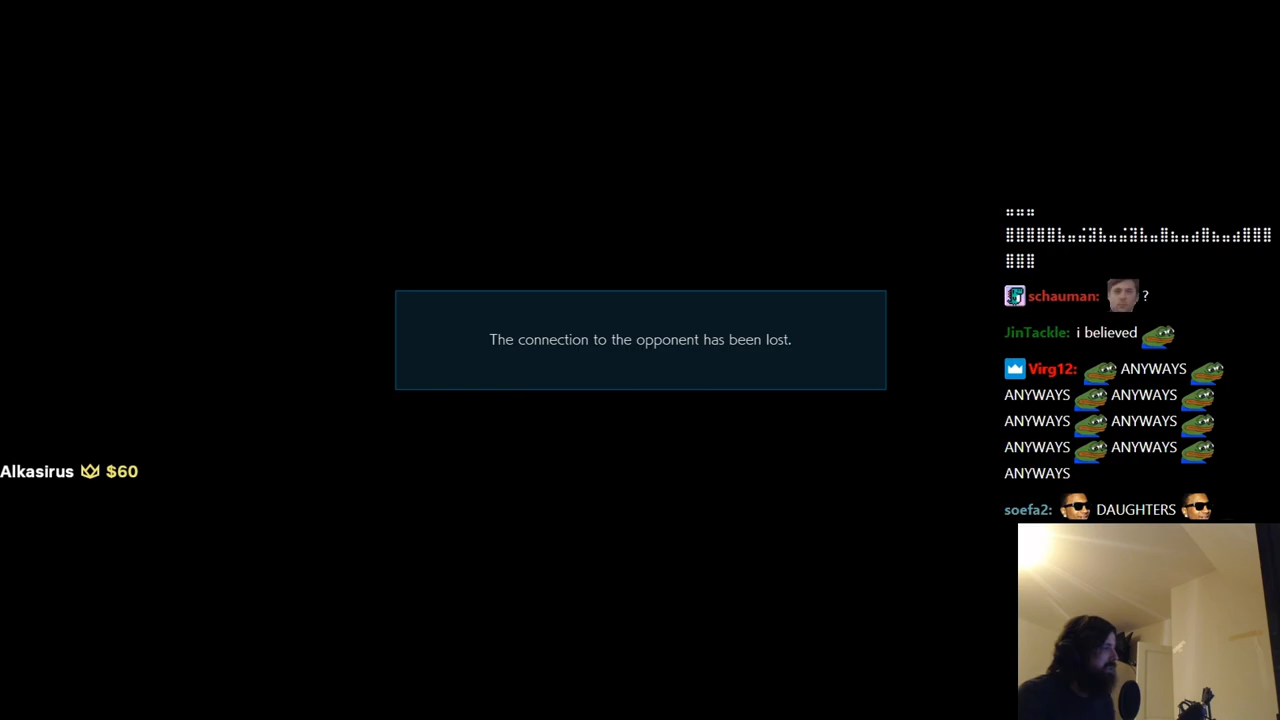 The connection to the opponent has been lost.
Alkasirus $60
schauman: ?
JinTackle: i believed
Virg12: ANYWAYS
ANYWAYS ANYWAYS
ANYWAYS ANYWAYS
ANYWAYS ANYWAYS
ANYWAYS
soefa2: DAUGHTERS